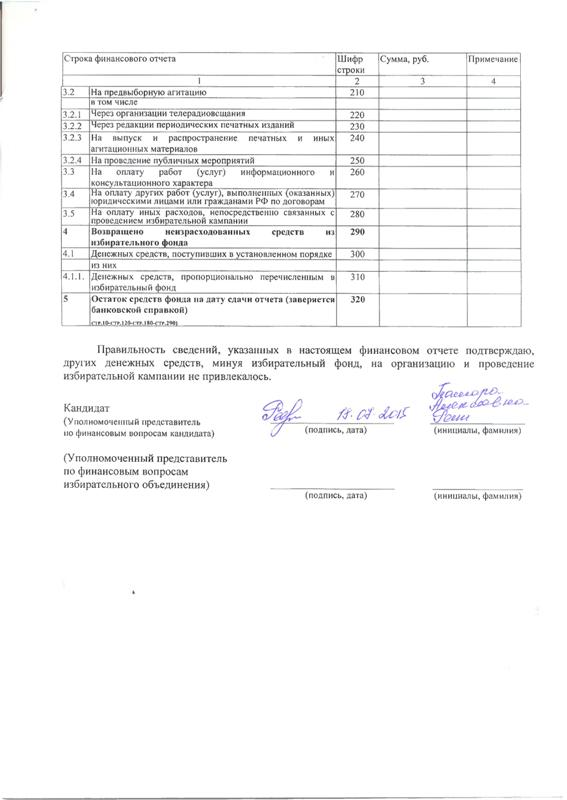 Строка финансового отчета Шифр строки Сумма, руб. Примечание
1 2 3 4
3.2 На предвыборную агитацию 210
в том числе
3.2.1 Через организации телерадиовещания 220
3.2.2 Через редакции периодических печатных изданий 230
3.2.3 На выпуск и распространение печатных и иных 240
агитационных материалов
3.2.4 На проведение публичных мероприятий 250
3.3 На оплату работ (услуг) информационного и 260
консультационного характера
3.4 На оплату других работ (услуг), выполненных (оказанных) 270
юридическими лицами или гражданами РФ по договорам
3.5 На оплату иных расходов, непосредственно связанных с 280
проведением избирательной кампании
4 Возвращено неизрасходованных средств из 290
избирательного фонда
4.1 Денежных средств, поступивших в установленном порядке 300
из них
4.1.1. Денежных средств, пропорционально перечисленным в 310
избирательный фонд
5 Остаток средств фонда на дату сдачи отчета (заверяется 320
банковской справкой)
(стр.10-стр.120-стр.180-стр.290)
Правильность сведений, указанных в настоящем финансовом отчете подтверждаю,
других денежных средств, минуя избирательный фонд, на организацию и проведение
избирательной кампании не привлекалось.
Кандидат
(Уполномоченный представитель
по финансовым вопросам кандидата)
2015
(подпись, дата) (инициалы, фамилия)
(Уполномоченный представитель
по финансовым вопросам
избирательного объединения)
(подпись, дата) (инициалы, фамилия)